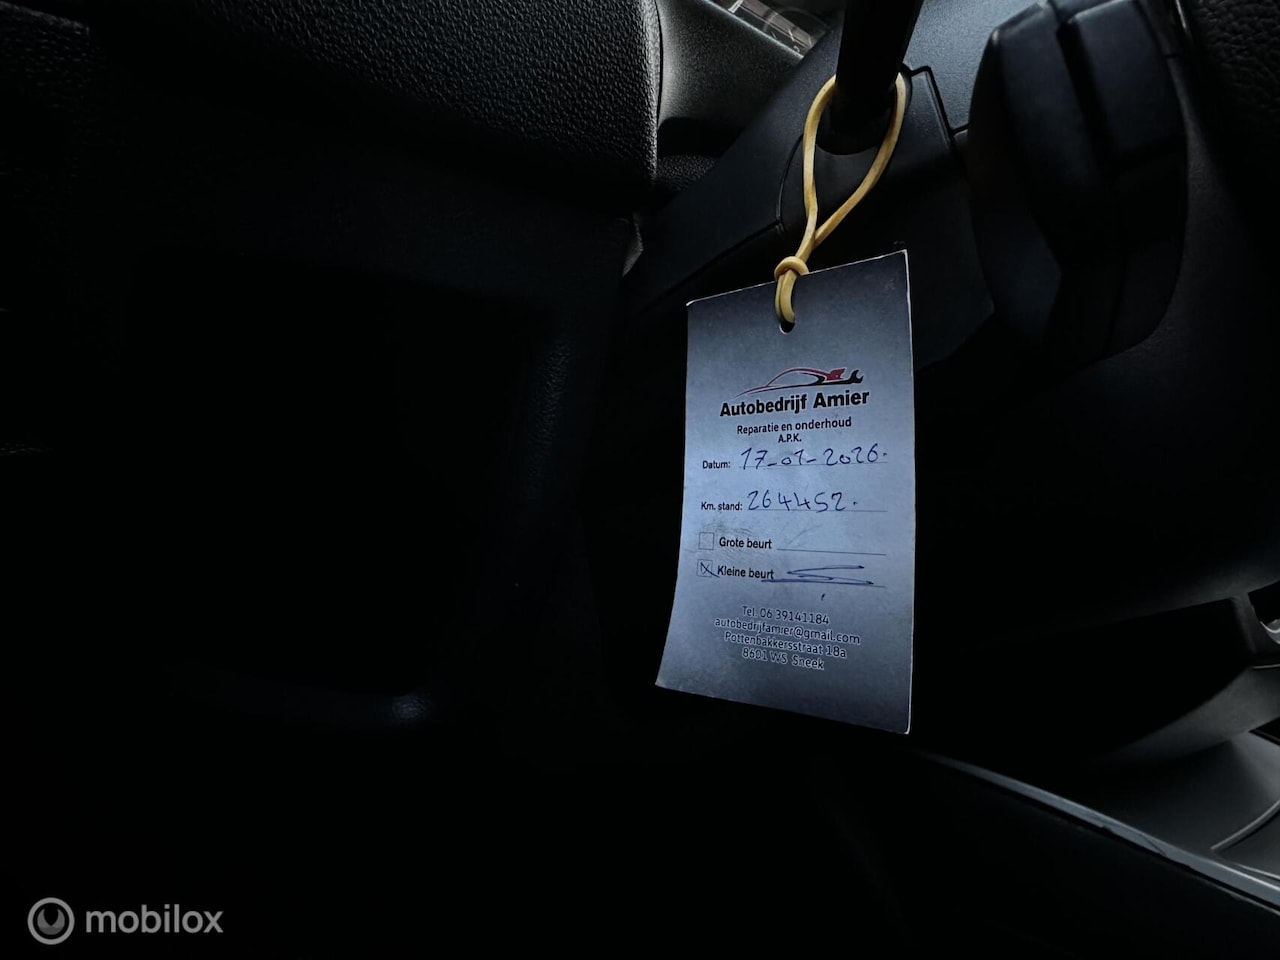 Autobedrijf Amier
Reparatie en onderhoud
A.P.K.
Datum: 17-01-2026.
Km. stand: 264452.
Grote beurt
Kleine beurt
Tel. 06 39141184
autobedrijfamier@gmail.com
Pottenbakkersstraat 18a
8601 WS Sneek
mobilox